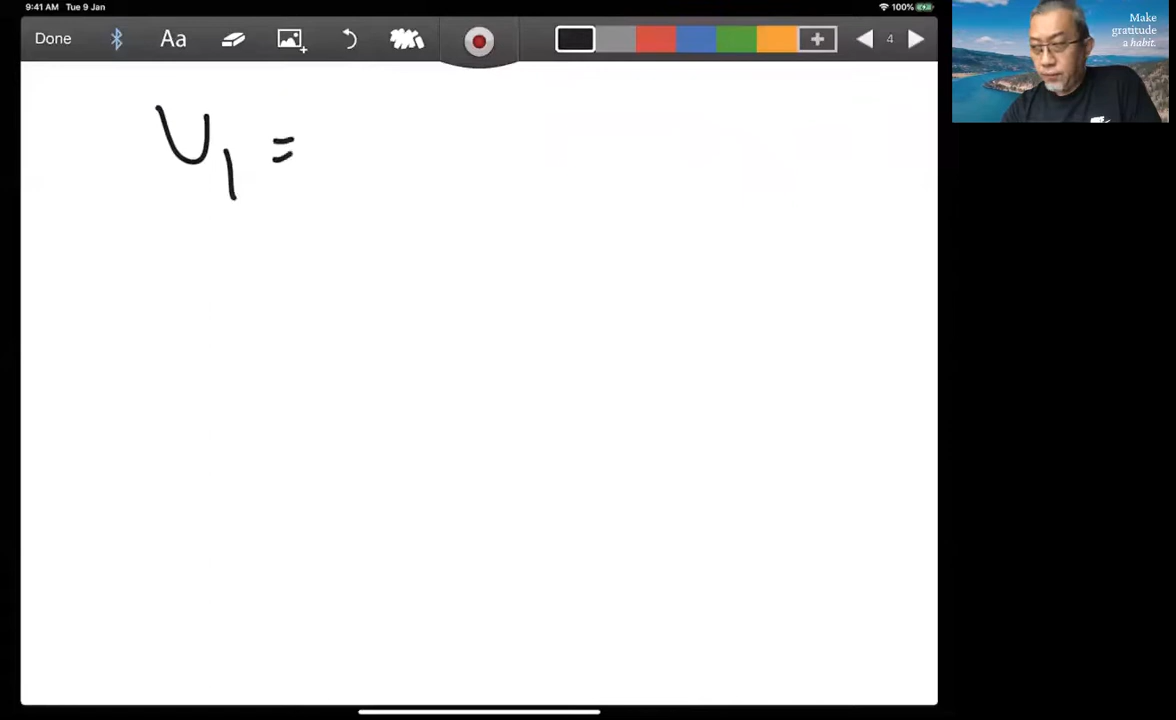 9:41 AM Tue 9 Jan
100%
Done
Aa
4
U₁ =
Make
gratitude
a habit.